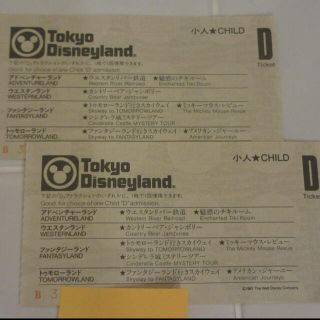 Tokyo
Disneyland.
小人★CHILD
D
Ticket
Good for choice of one Child "D" admission.
アドベンチャーランド ★ウエスタンリバー鉄道 ★魅惑のチキルーム
ADVENTURELAND Western River Railroad Enchanted Tiki Room
ウエスタンランド ★カントリーベア・ジャンボリー
WESTERNLAND Country Bear Jamboree
ファンタジーランド ★トゥモローランド行きスカイウェイ ★ミッキーマウス・レビュー
FANTASYLAND Skyway to TOMORROWLAND The Mickey Mouse Revue
★シンデレラ城ミステリーツアー
Cinderella Castle MYSTERY TOUR
トゥモローランド ★ファンタジーランド行きスカイウェイ ★アメリカン・ジャーニー
TOMORROWLAND Skyway to FANTASYLAND American Journeys
B 3
Tokyo
Disneyland.
小人★CHILD
D
Ticket
Good for choice of one Child "D" admission.
アドベンチャーランド ★ウエスタンリバー鉄道 ★魅惑のチキルーム
ADVENTURELAND Western River Railroad Enchanted Tiki Room
ウエスタンランド ★カントリーベア・ジャンボリー
WESTERNLAND Country Bear Jamboree
ファンタジーランド ★トゥモローランド行きスカイウェイ ★ミッキーマウス・レビュー
FANTASYLAND Skyway to TOMORROWLAND The Mickey Mouse Revue
★シンデレラ城ミステリーツアー
Cinderella Castle MYSTERY TOUR
トゥモローランド ★ファンタジーランド行きスカイウェイ ★アメリカン・ジャーニー
TOMORROWLAND Skyway to FANTASYLAND American Journeys
B 3
The Walt Disney Company